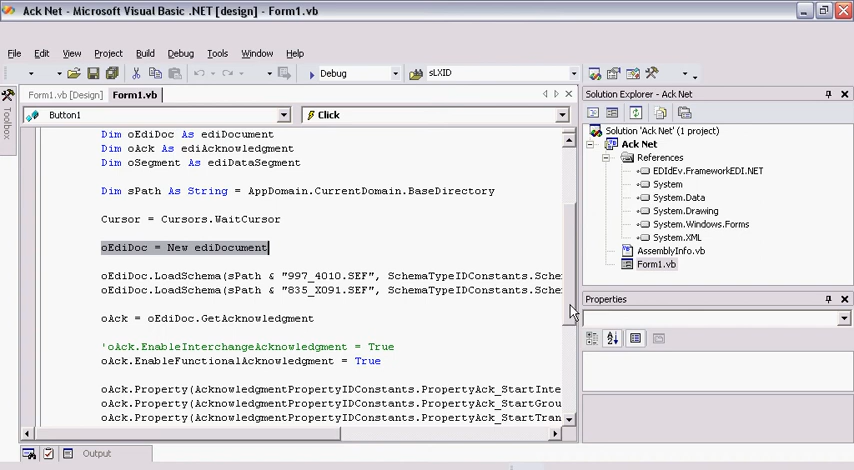 Ack Net - Microsoft Visual Basic .NET [design] - Form1.vb
File Edit View Project Build Debug Tools Window Help
Debug sLXID
Form1.vb [Design] Form1.vb
Button1 Click
Toolbox
Dim oEdiDoc As ediDocument
Dim oAck As ediAcknowledgment
Dim oSegment As ediDataSegment
Dim sPath As String = AppDomain.CurrentDomain.BaseDirectory
Cursor = Cursors.WaitCursor
oEdiDoc = New ediDocument
oEdiDoc.LoadSchema(sPath & "997_4010.SEF", SchemaTypeIDConstants.Schem
oEdiDoc.LoadSchema(sPath & "835_X091.SEF", SchemaTypeIDConstants.Schem
oAck = oEdiDoc.GetAcknowledgment
'oAck.EnableInterchangeAcknowledgment = True
oAck.EnableFunctionalAcknowledgment = True
oAck.Property(AcknowledgmentPropertyIDConstants.PropertyAck_StartInte
oAck.Property(AcknowledgmentPropertyIDConstants.PropertyAck_StartGrou
oAck.Property(AcknowledgmentPropertyIDConstants.PropertyAck_StartTran
Output
Solution Explorer - Ack Net
Solution 'Ack Net' (1 project)
Ack Net
References
EDIdEv.FrameworkEDI.NET
System
System.Data
System.Drawing
System.Windows.Forms
System.XML
AssemblyInfo.vb
Form1.vb
Properties